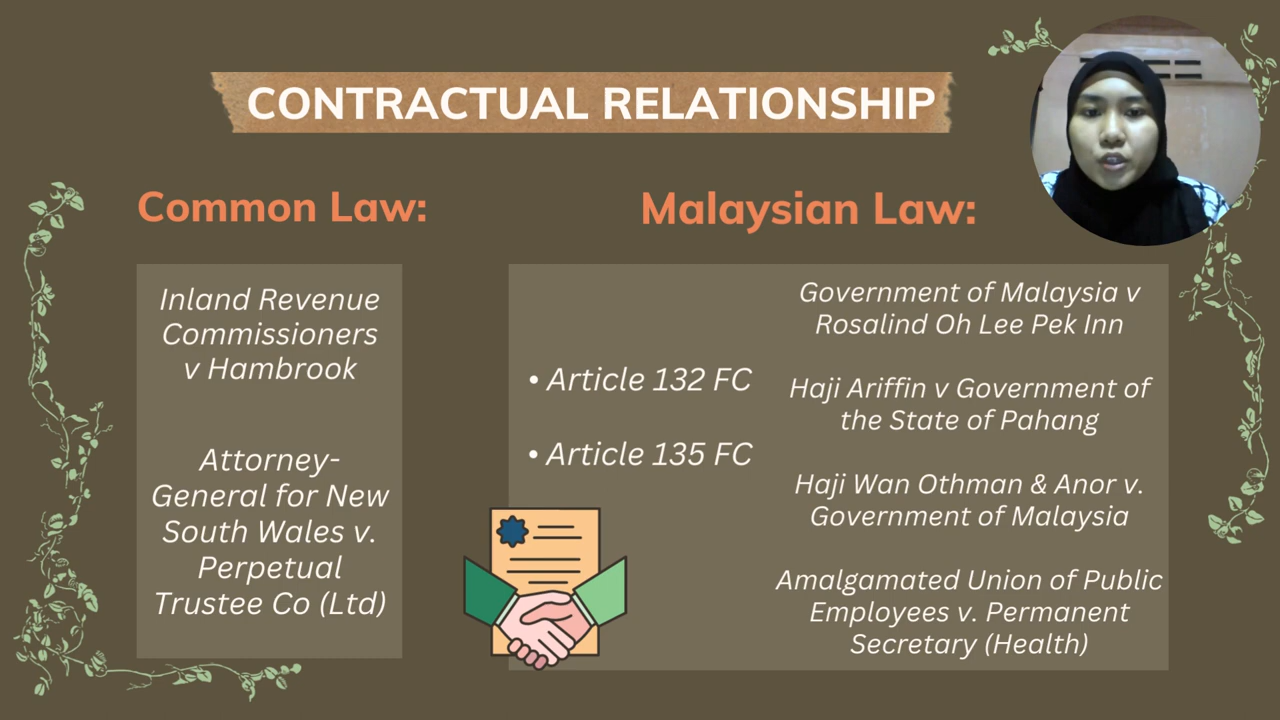 CONTRACTUAL RELATIONSHIP
Common Law:
Inland Revenue
Commissioners
v Hambrook
Attorney-
General for New
South Wales v.
Perpetual
Trustee Co (Ltd)
Malaysian Law:
• Article 132 FC
• Article 135 FC
Government of Malaysia v
Rosalind Oh Lee Pek Inn
Haji Ariffin v Government of
the State of Pahang
Haji Wan Othman & Anor v.
Government of Malaysia
Amalgamated Union of Public
Employees v. Permanent
Secretary (Health)